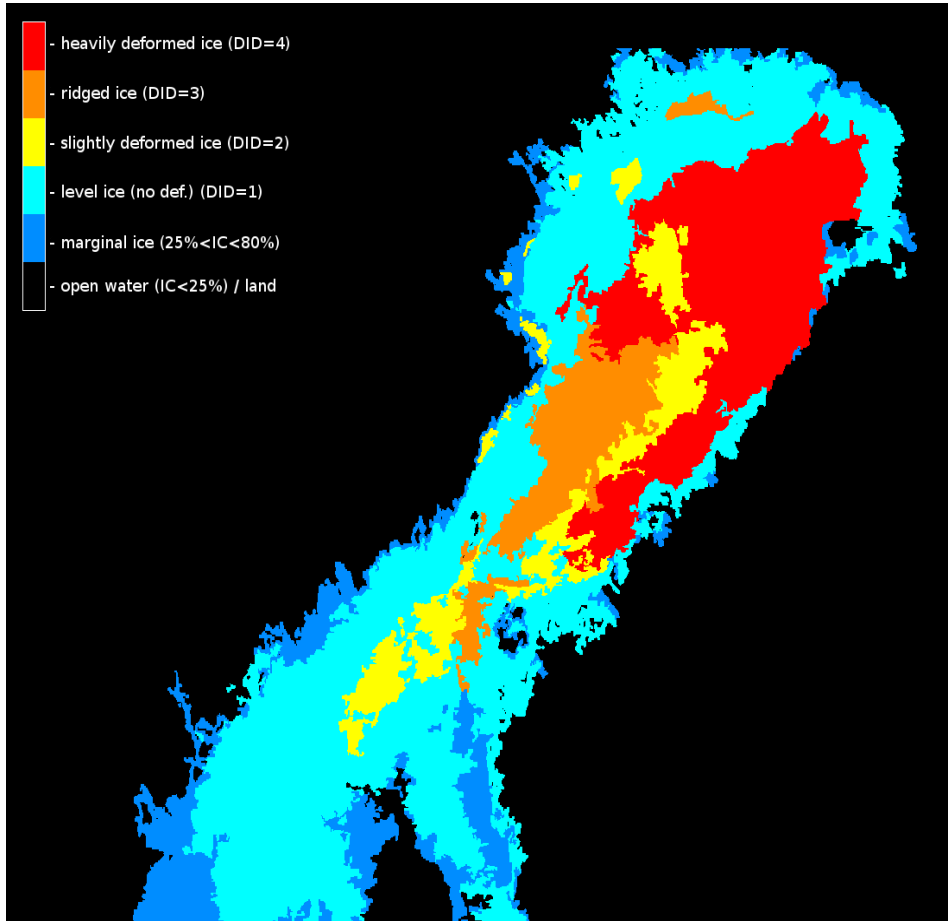 - heavily deformed ice (DID=4)
- ridged ice (DID=3)
- slightly deformed ice (DID=2)
- level ice (no def.) (DID=1)
- marginal ice (25%<IC<80%)
- open water (IC<25%) / land